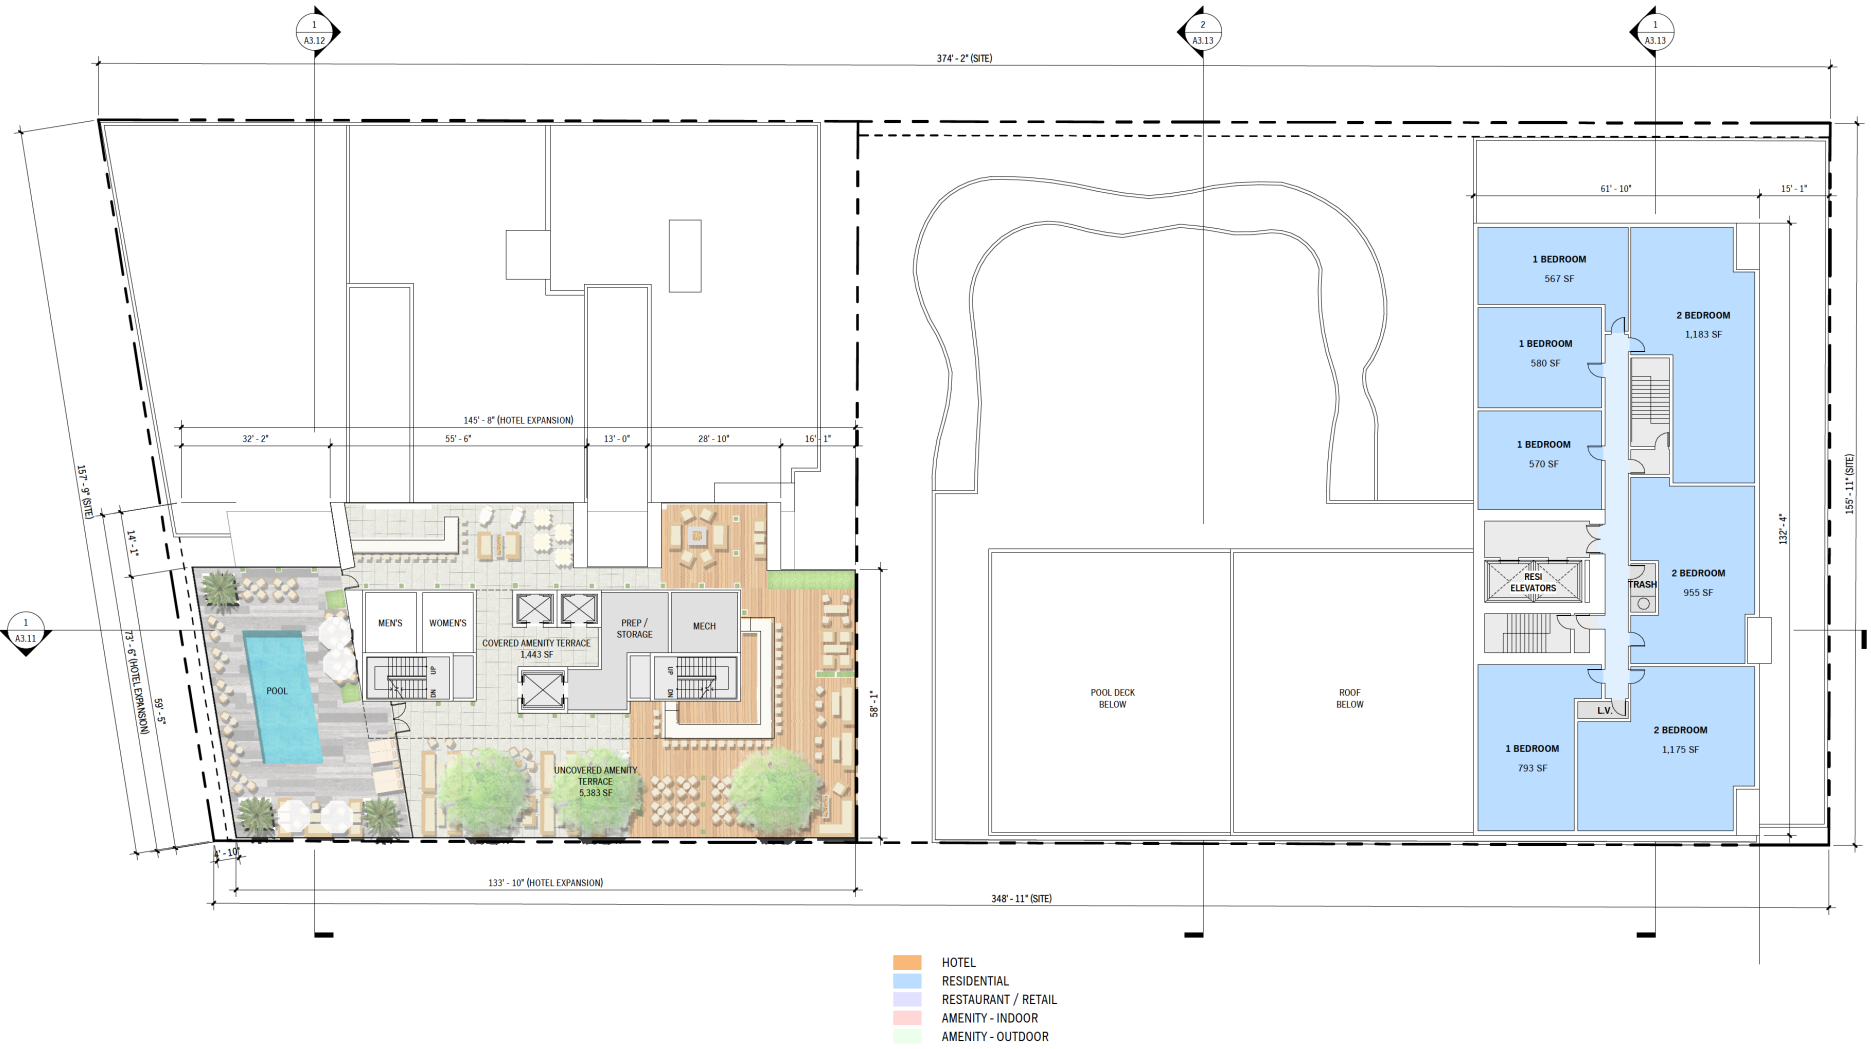 1
A3.12
2
A3.13
1
A3.13
374' - 2" (SITE)
61' - 10"
15' - 1"
1 BEDROOM
567 SF
2 BEDROOM
1,183 SF
1 BEDROOM
580 SF
145' - 8" (HOTEL EXPANSION)
32' - 2"
55' - 6"
13' - 0"
28' - 10"
16' - 1"
1 BEDROOM
570 SF
157' - 9" (SITE)
155' - 11" (SITE)
132' - 4"
14' - 1"
RESI
ELEVATORS
TRASH
2 BEDROOM
955 SF
1
A3.11
MEN'S
WOMEN'S
PREP /
STORAGE
MECH
COVERED AMENITY TERRACE
1,443 SF
UP
DN
UP
DN
73' - 6" (HOTEL EXPANSION)
59' - 5"
POOL
58' - 1"
POOL DECK
BELOW
ROOF
BELOW
L.V.
2 BEDROOM
1,175 SF
1 BEDROOM
793 SF
UNCOVERED AMENITY
TERRACE
5,383 SF
4' - 10"
133' - 10" (HOTEL EXPANSION)
348' - 11" (SITE)
HOTEL
RESIDENTIAL
RESTAURANT / RETAIL
AMENITY - INDOOR
AMENITY - OUTDOOR